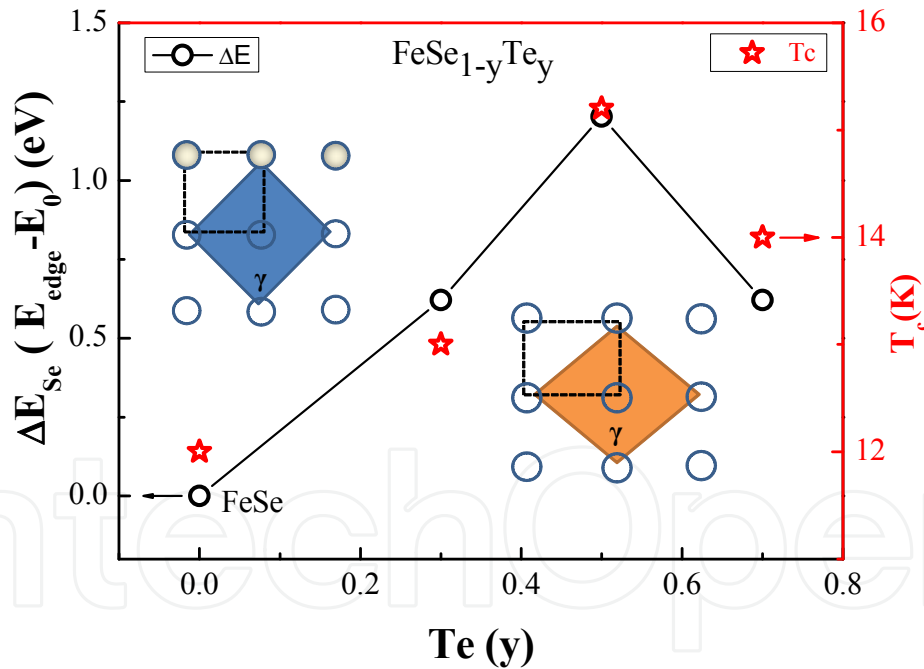 1.5
16
ΔE
FeSe1-yTey
Tc
ΔESe ( Eedge-E0) (eV)
1.0
14
γ
0.5
Tc(K)
γ
12
0.0
FeSe
ntechOpe
0.0 0.2 0.4 0.6 0.8
Te (y)